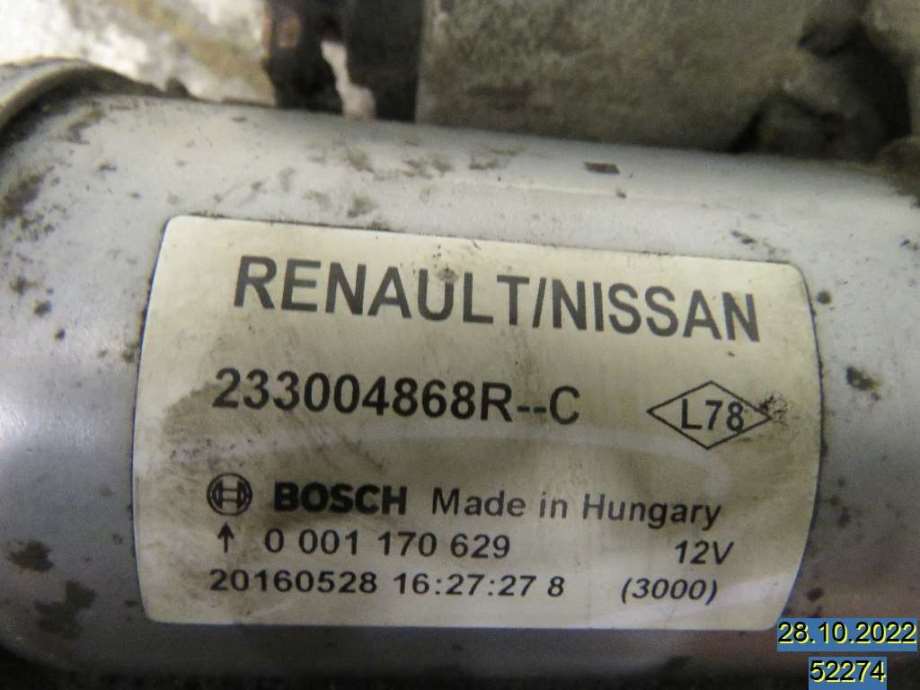 RENAULT/NISSAN
233004868R--C
L78
BOSCH Made in Hungary
↑ 0 001 170 629 12V
20160528 16:27:27 8 (3000)
28.10.2022
52274